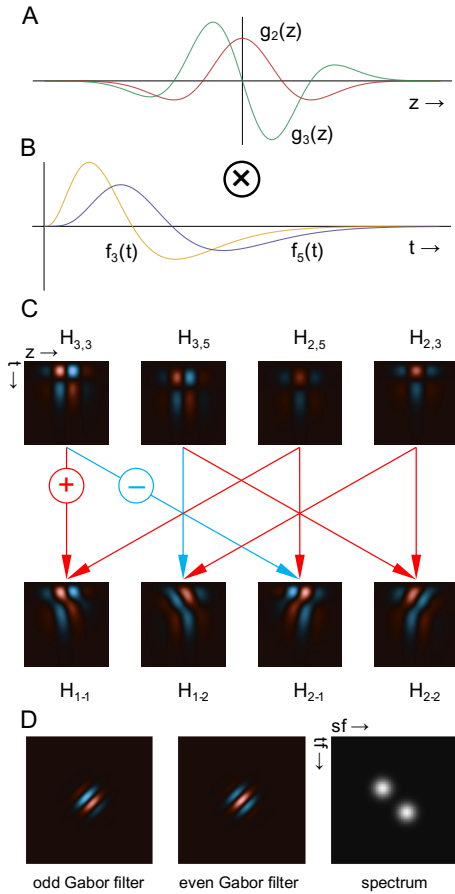 A
g2(z)
z →
g3(z)
B
f3(t)
f5(t)
t →
C
H3,3
H3,5
H2,5
H2,3
z →
t →
+
−
H1-1
H1-2
H2-1
H2-2
D
sf →
tf →
odd Gabor filter
even Gabor filter
spectrum